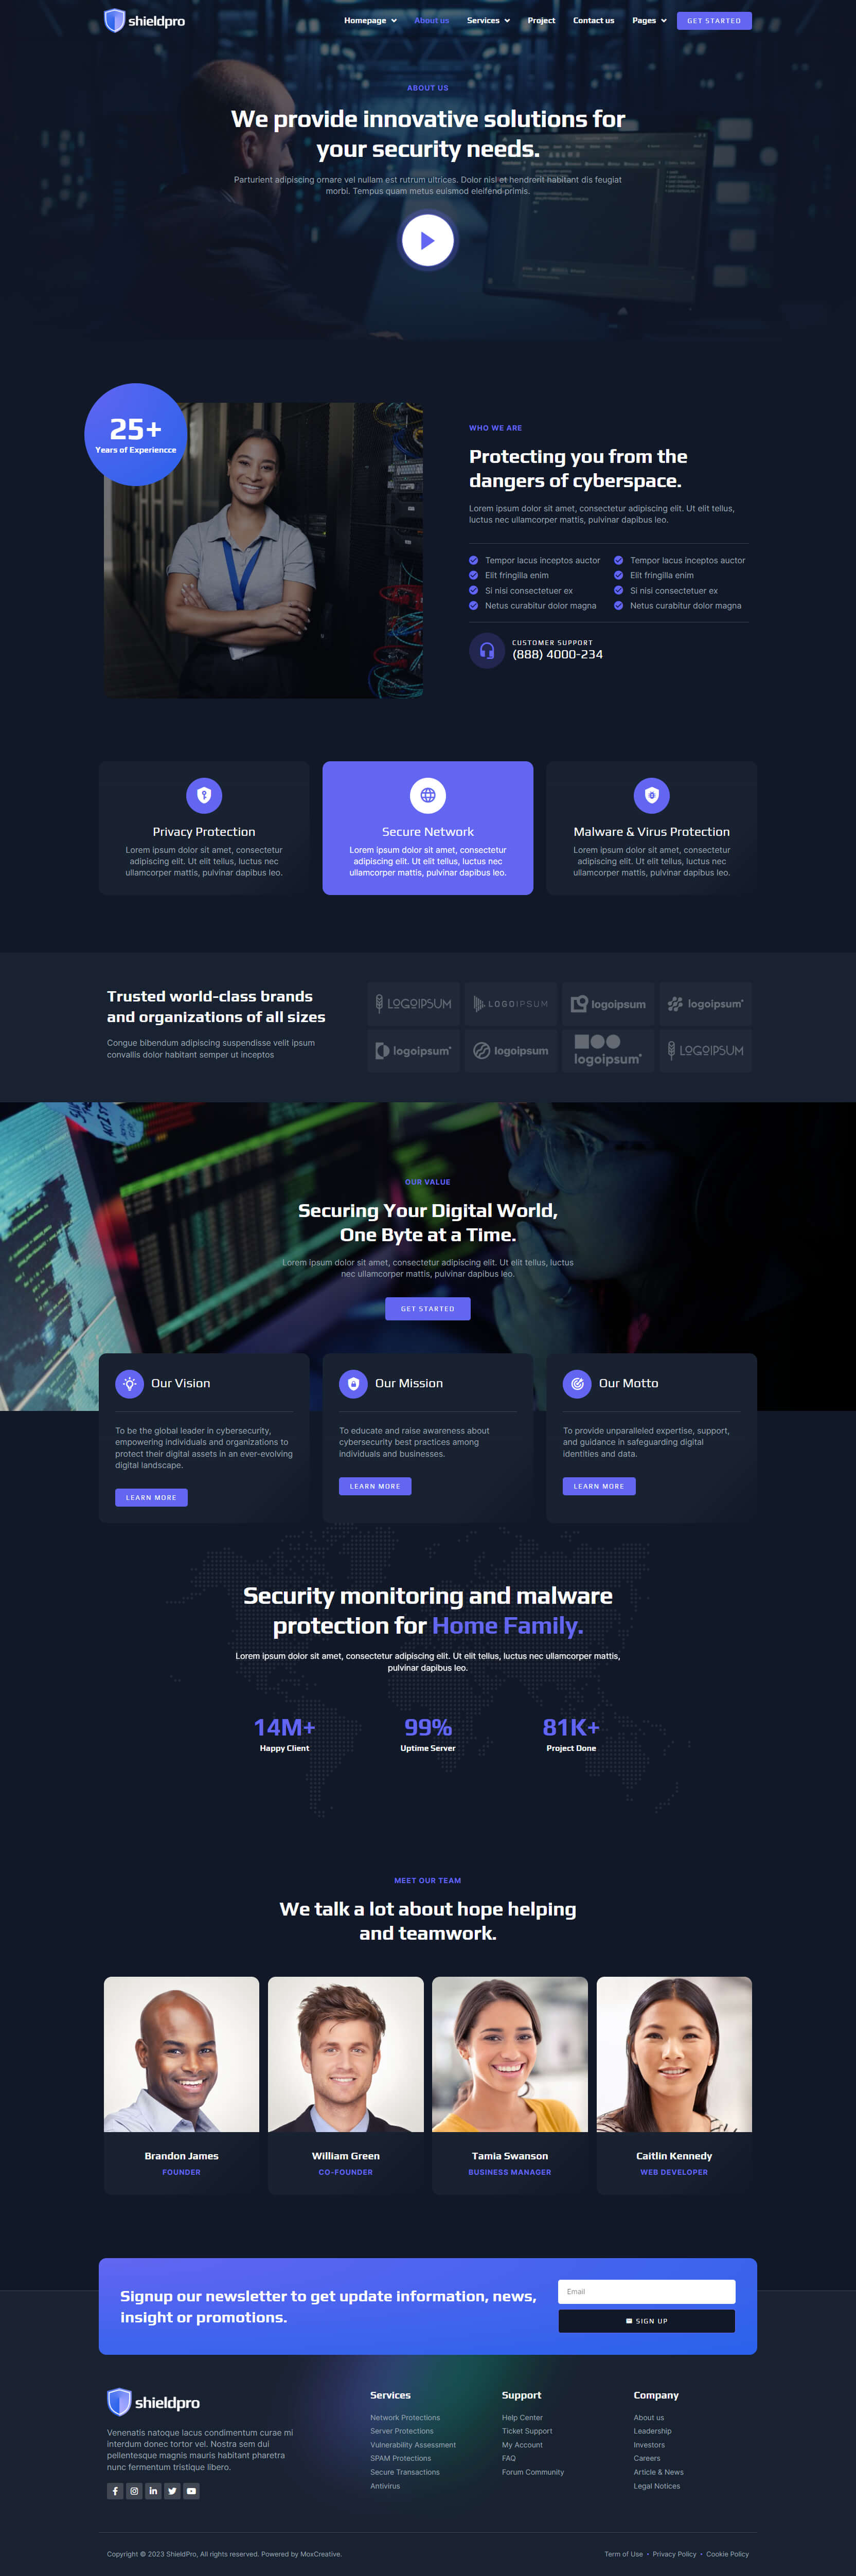 shieldpro
Homepage
About us
Services
Project
Contact us
Pages
GET STARTED
ABOUT US
We provide innovative solutions for
your security needs.
Parturient adipiscing ornare vel nullam est rutrum ultrices. Dolor nisl et hendrerit habitant dis feugiat
morbi. Tempus quam metus euismod eleifend primis.
25+
Years of Experiencce
WHO WE ARE
Protecting you from the
dangers of cyberspace.
Lorem ipsum dolor sit amet, consectetur adipiscing elit. Ut elit tellus,
luctus nec ullamcorper mattis, pulvinar dapibus leo.
Tempor lacus inceptos auctor
Elit fringilla enim
Si nisi consectetuer ex
Netus curabitur dolor magna
Tempor lacus inceptos auctor
Elit fringilla enim
Si nisi consectetuer ex
Netus curabitur dolor magna
CUSTOMER SUPPORT
(888) 4000-234
Privacy Protection
Lorem ipsum dolor sit amet, consectetur
adipiscing elit. Ut elit tellus, luctus nec
ullamcorper mattis, pulvinar dapibus leo.
Secure Network
Lorem ipsum dolor sit amet, consectetur
adipiscing elit. Ut elit tellus, luctus nec
ullamcorper mattis, pulvinar dapibus leo.
Malware & Virus Protection
Lorem ipsum dolor sit amet, consectetur
adipiscing elit. Ut elit tellus, luctus nec
ullamcorper mattis, pulvinar dapibus leo.
Trusted world-class brands
and organizations of all sizes
Congue bibendum adipiscing suspendisse velit ipsum
convallis dolor habitant semper ut inceptos
LOGOIPSUM
LOGOIPSUM
logoipsum
logoipsum
logoipsum
logoipsum
logoipsum
LOGOIPSUM
OUR VALUE
Securing Your Digital World,
One Byte at a Time.
Lorem ipsum dolor sit amet, consectetur adipiscing elit. Ut elit tellus, luctus
nec ullamcorper mattis, pulvinar dapibus leo.
GET STARTED
Our Vision
To be the global leader in cybersecurity,
empowering individuals and organizations to
protect their digital assets in an ever-evolving
digital landscape.
LEARN MORE
Our Mission
To educate and raise awareness about
cybersecurity best practices among
individuals and businesses.
LEARN MORE
Our Motto
To provide unparalleled expertise, support,
and guidance in safeguarding digital
identities and data.
LEARN MORE
Security monitoring and malware
protection for Home Family.
Lorem ipsum dolor sit amet, consectetur adipiscing elit. Ut elit tellus, luctus nec ullamcorper mattis,
pulvinar dapibus leo.
14M+
Happy Client
99%
Uptime Server
81K+
Project Done
MEET OUR TEAM
We talk a lot about hope helping
and teamwork.
Brandon James
FOUNDER
William Green
CO-FOUNDER
Tamia Swanson
BUSINESS MANAGER
Caitlin Kennedy
WEB DEVELOPER
Signup our newsletter to get update information, news,
insight or promotions.
Email
SIGN UP
shieldpro
Venenatis natoque lacus condimentum curae mi
interdum donec tortor vel. Nostra sem dui
pellentesque magnis mauris habitant pharetra
nunc fermentum tristique libero.
Services
Network Protections
Server Protections
Vulnerability Assessment
SPAM Protections
Secure Transactions
Antivirus
Support
Help Center
Ticket Support
My Account
FAQ
Forum Community
Company
About us
Leadership
Investors
Careers
Article & News
Legal Notices
Copyright © 2023 ShieldPro, All rights reserved. Powered by MoxCreative.
Term of Use • Privacy Policy • Cookie Policy